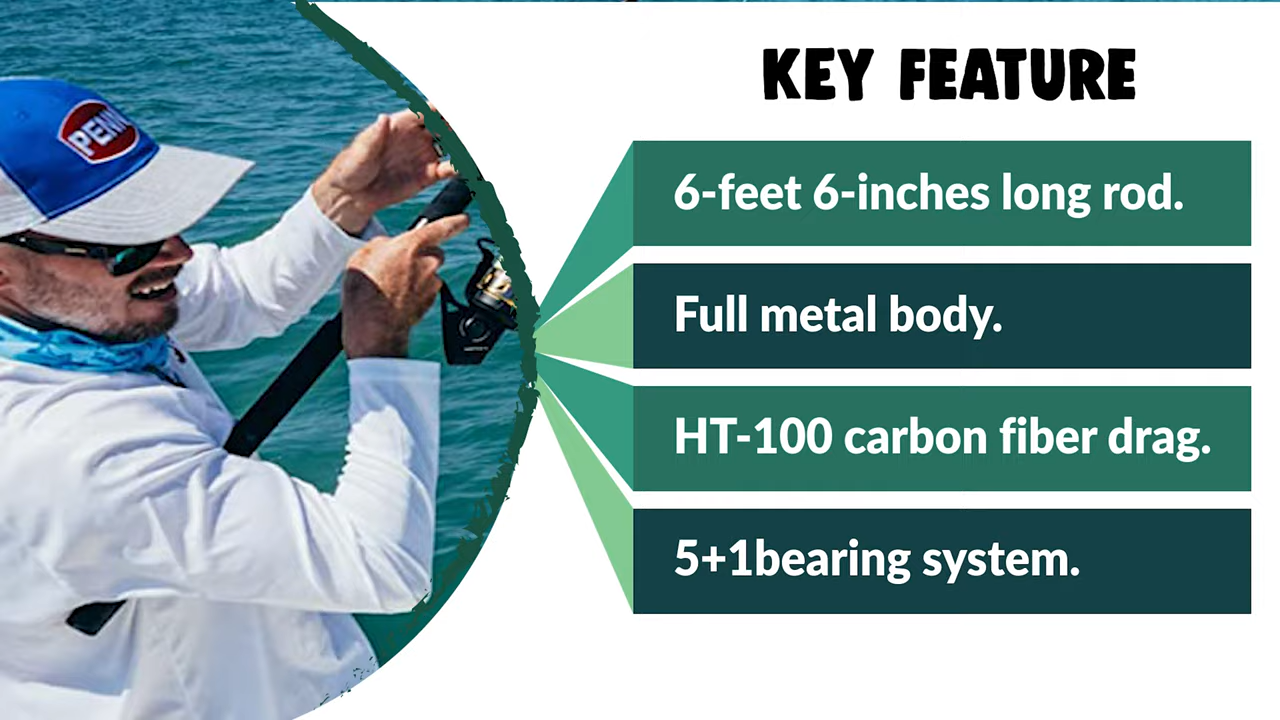 PENN
KEY FEATURE
6-feet 6-inches long rod.
Full metal body.
HT-100 carbon fiber drag.
5+1bearing system.